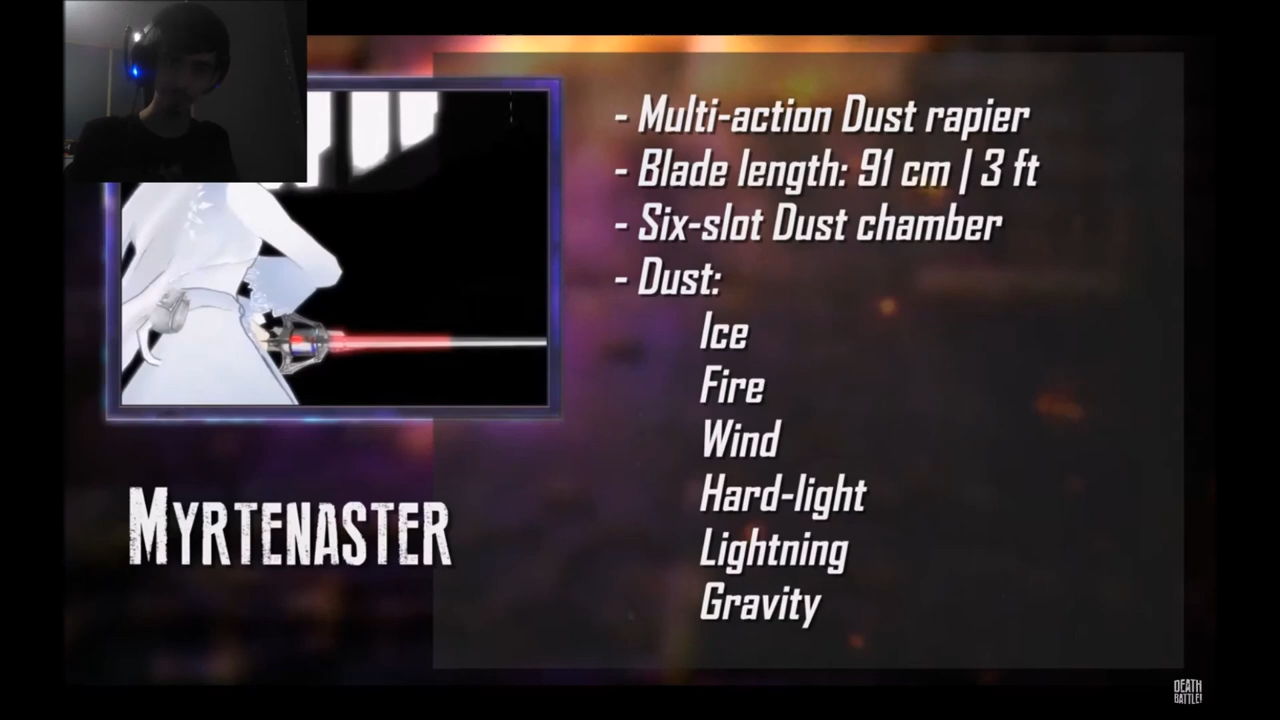 - Multi-action Dust rapier
- Blade length: 91 cm | 3 ft
- Six-slot Dust chamber
- Dust:
Ice
Fire
Wind
Hard-light
Lightning
Gravity
MYRTENASTER
DEATH
BATTLE!